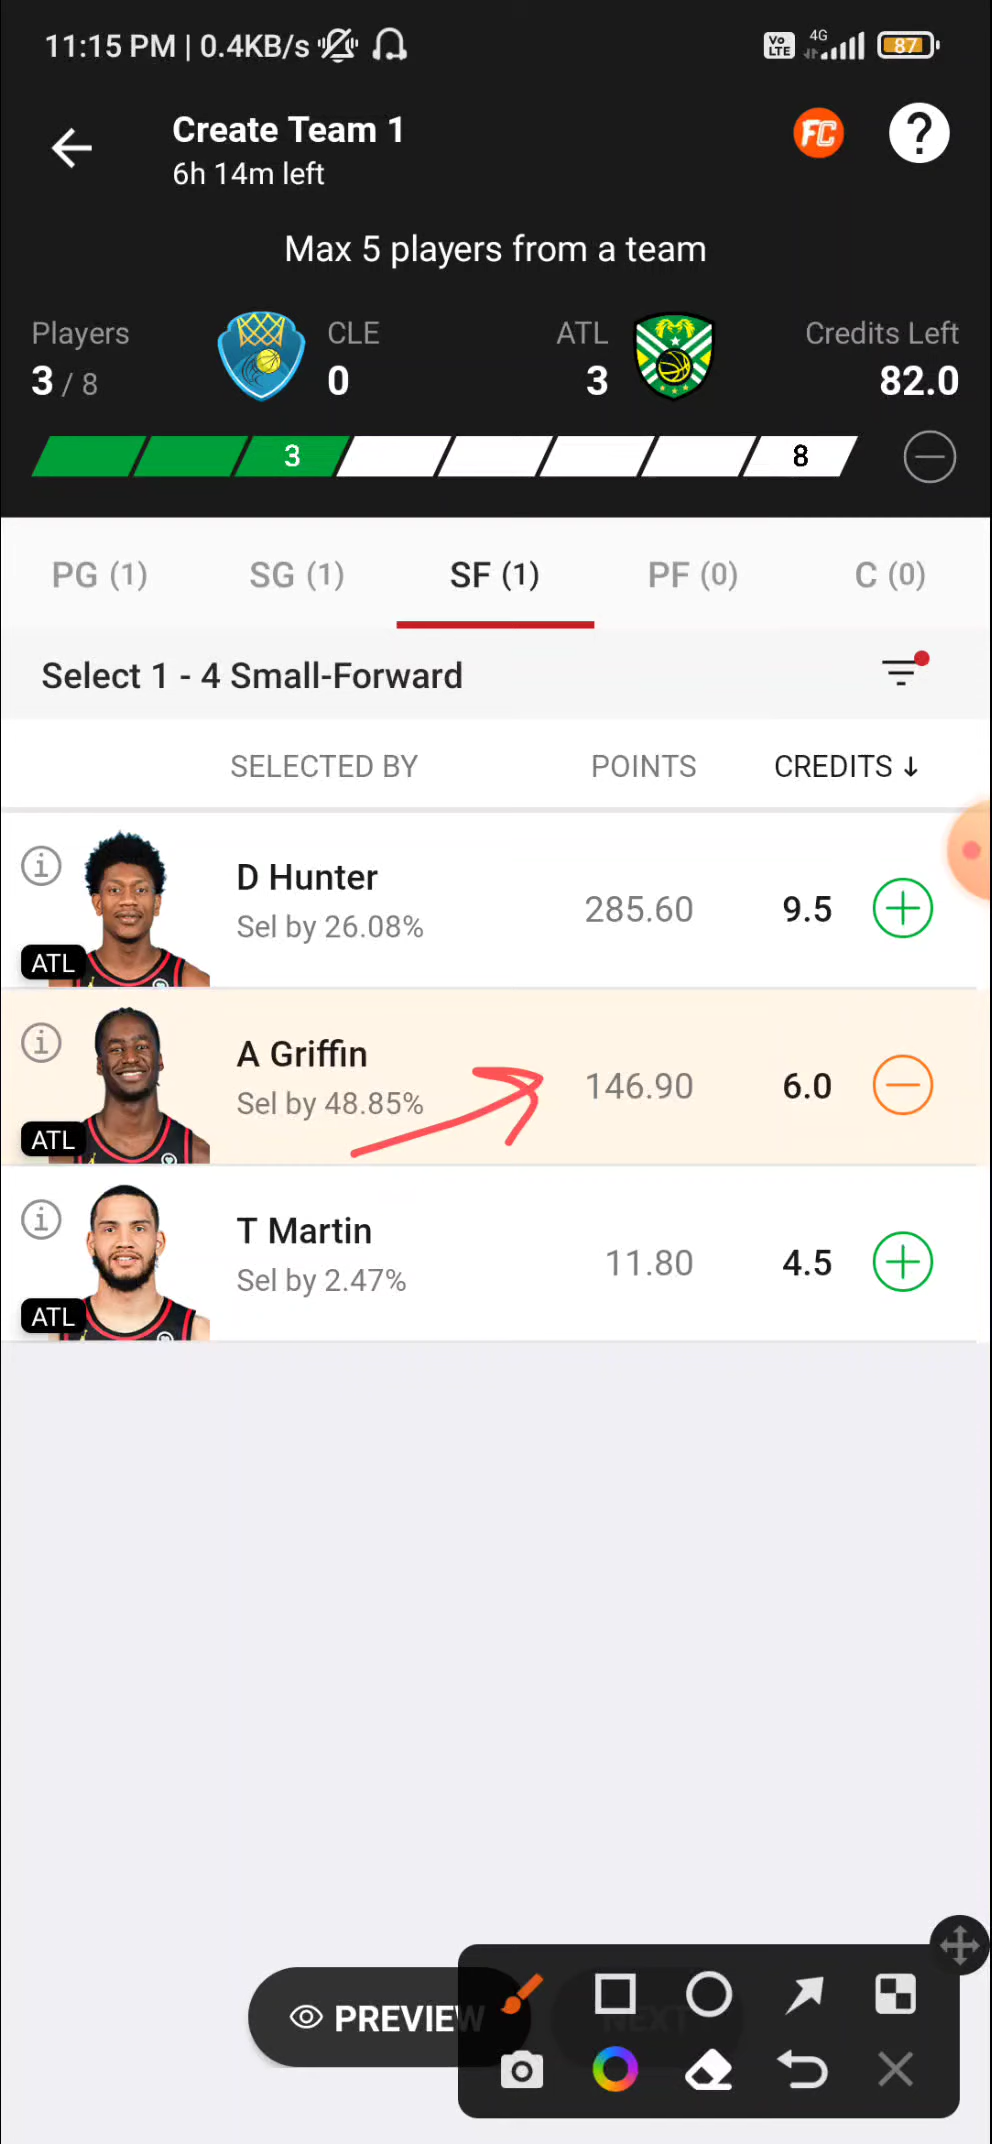 11:15 PM | 0.4KB/s
Vo LTE 4G 87
Create Team 1
6h 14m left
FC
?
Max 5 players from a team
Players CLE ATL Credits Left
3 / 8 0 3 82.0
3 8
PG (1) SG (1) SF (1) PF (0) C (0)
Select 1 - 4 Small-Forward
SELECTED BY POINTS CREDITS ↓
D Hunter
Sel by 26.08% 285.60 9.5
ATL
A Griffin
Sel by 48.85% 146.90 6.0
ATL
T Martin
Sel by 2.47% 11.80 4.5
ATL
PREVIEW NEXT